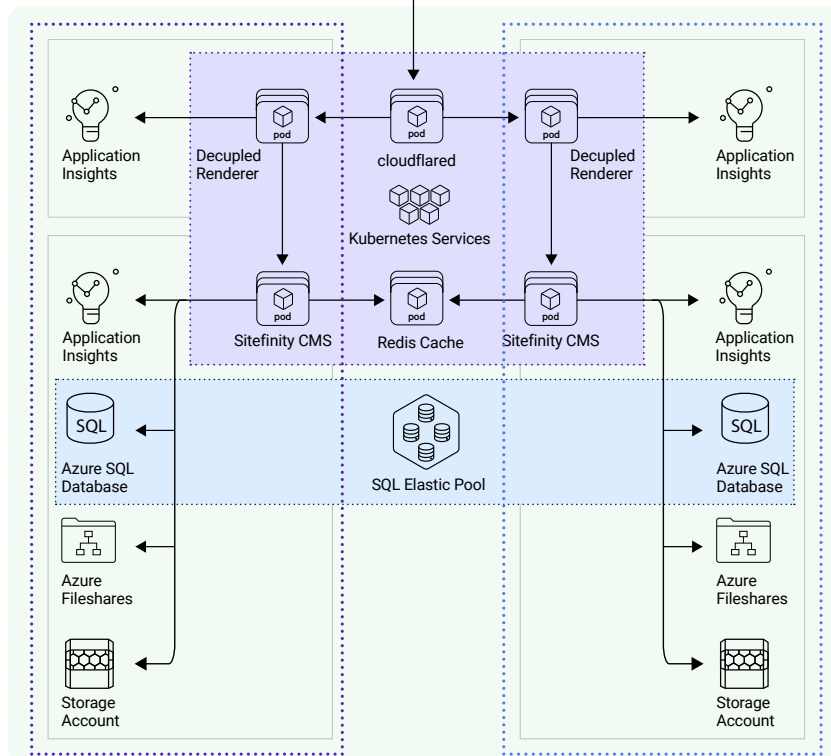 pod
pod
pod
Application
Insights
Decupled
Renderer
cloudflared
Decupled
Renderer
Application
Insights
Kubernetes Services
pod
pod
pod
Application
Insights
Sitefinity CMS
Redis Cache
Sitefinity CMS
Application
Insights
SQL
SQL
Azure SQL
Database
SQL Elastic Pool
Azure SQL
Database
Azure
Fileshares
Azure
Fileshares
Storage
Account
Storage
Account